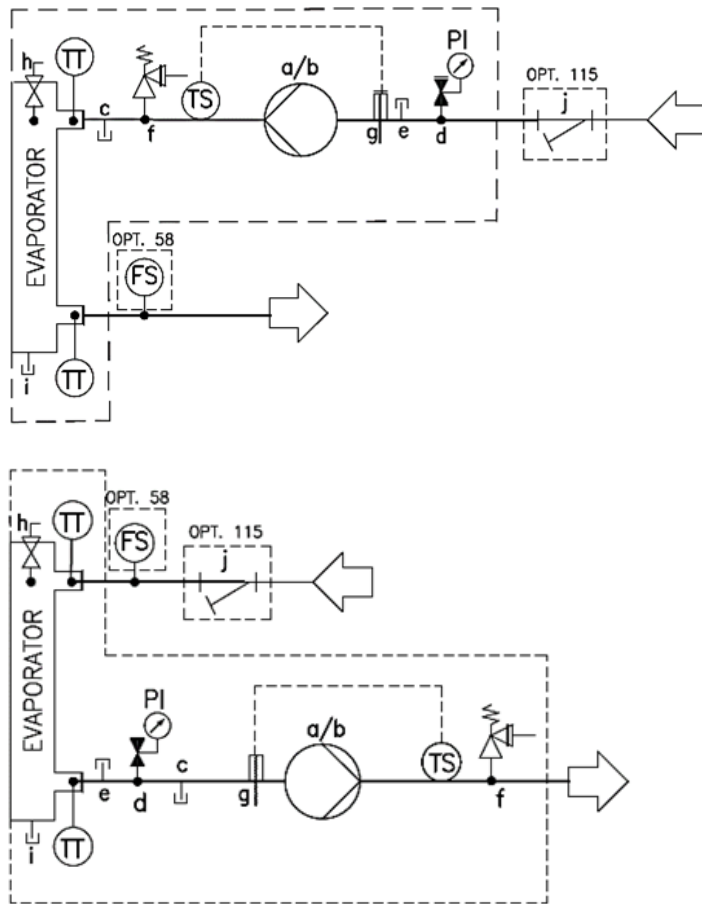 PI
OPT. 115
h TT
a/b
j
TS
c
f
g e
d
EVAPORATOR
OPT. 58
FS
i TT
OPT. 58
h TT
OPT. 115
FS
j
EVAPORATOR
PI
a/b
c
TS
e d
g
f
i TT